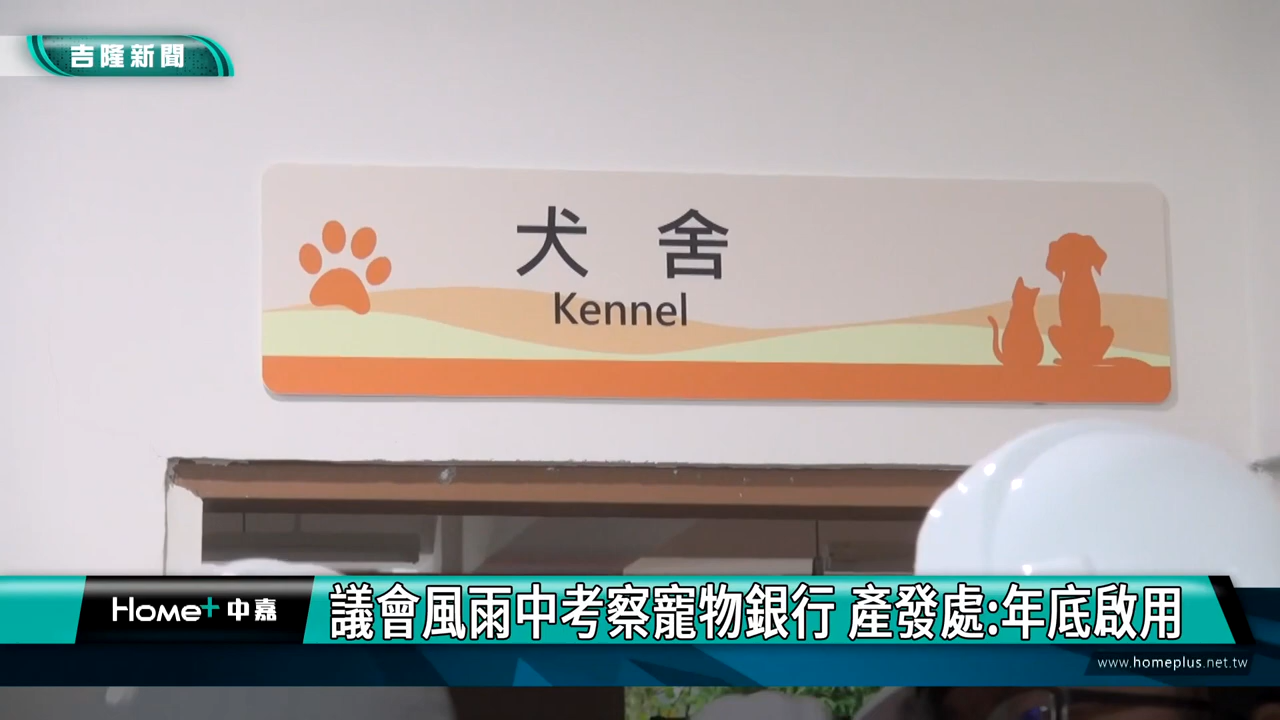 吉隆新聞
犬舍
Kennel
Home+中嘉
議會風雨中考察寵物銀行 產發處:年底啟用
www.homeplus.net.tw